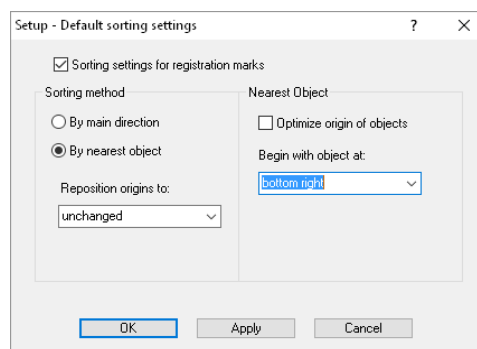 Setup - Default sorting settings
Sorting settings for registration marks
Sorting method
By main direction
By nearest object
Reposition origins to:
unchanged
Nearest Object
Optimize origin of objects
Begin with object at:
bottom right
OK
Apply
Cancel